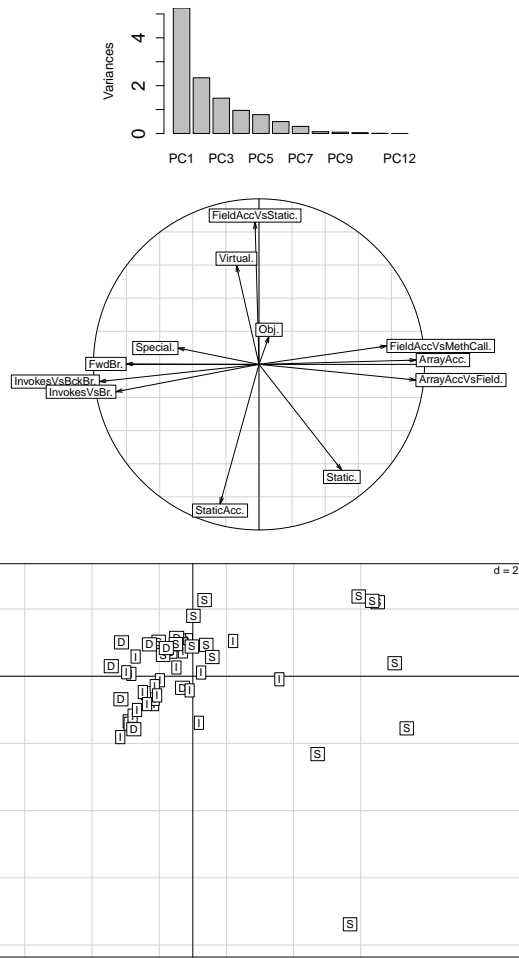 Variances
4
2
0
PC1 PC3 PC5 PC7 PC9 PC12
FieldAccVsStatic.
Virtual.
Obj.
Special.
FieldAccVsMethCall.
FwdBr.
ArrayAcc.
InvokesVsBckBr.
ArrayAccVsField.
InvokesVsBr.
Static.
StaticAcc.
d = 2
S
S
S
S
S
I
D
D
D
D
S
S
S
S
I
S
D
I
I
I
S
I
D
I
I
I
D
I
I
I
D
I
I
S
D
I
S
S